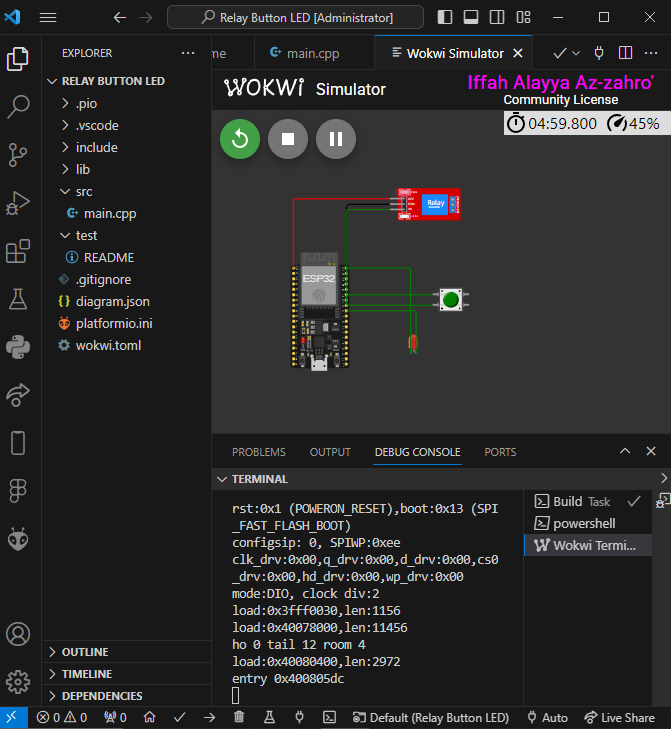 Relay Button LED [Administrator]
EXPLORER
me
main.cpp
Wokwi Simulator
RELAY BUTTON LED
.pio
.vscode
include
lib
src
main.cpp
test
README
.gitignore
diagram.json
platformio.ini
wokwi.toml
OUTLINE
TIMELINE
DEPENDENCIES
WOKWi Simulator
Iffah Alayya Az-zahro'
Community License
04:59.800 45%
Relay
ESP32
PROBLEMS OUTPUT DEBUG CONSOLE PORTS
TERMINAL
rst:0x1 (POWERON_RESET),boot:0x13 (SPI
_FAST_FLASH_BOOT)
configsip: 0, SPIWP:0xee
clk_drv:0x00,q_drv:0x00,d_drv:0x00,cs0
_drv:0x00,hd_drv:0x00,wp_drv:0x00
mode:DIO, clock div:2
load:0x3fff0030,len:1156
load:0x40078000,len:11456
ho 0 tail 12 room 4
load:0x40080400,len:2972
entry 0x400805dc
Build Task
powershell
Wokwi Termi...
0 0 0 Default (Relay Button LED) Auto Live Share